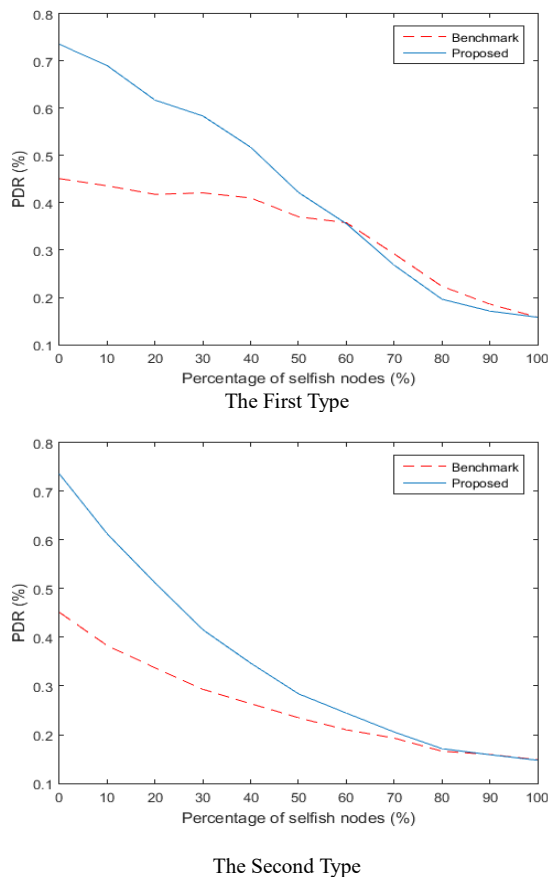 0.8
Benchmark
Proposed
0.7
0.6
0.5
PDR (%)
0.4
0.3
0.2
0.1
0 10 20 30 40 50 60 70 80 90 100
Percentage of selfish nodes (%)
The First Type
0.8
Benchmark
Proposed
0.7
0.6
0.5
PDR (%)
0.4
0.3
0.2
0.1
0 10 20 30 40 50 60 70 80 90 100
Percentage of selfish nodes (%)
The Second Type